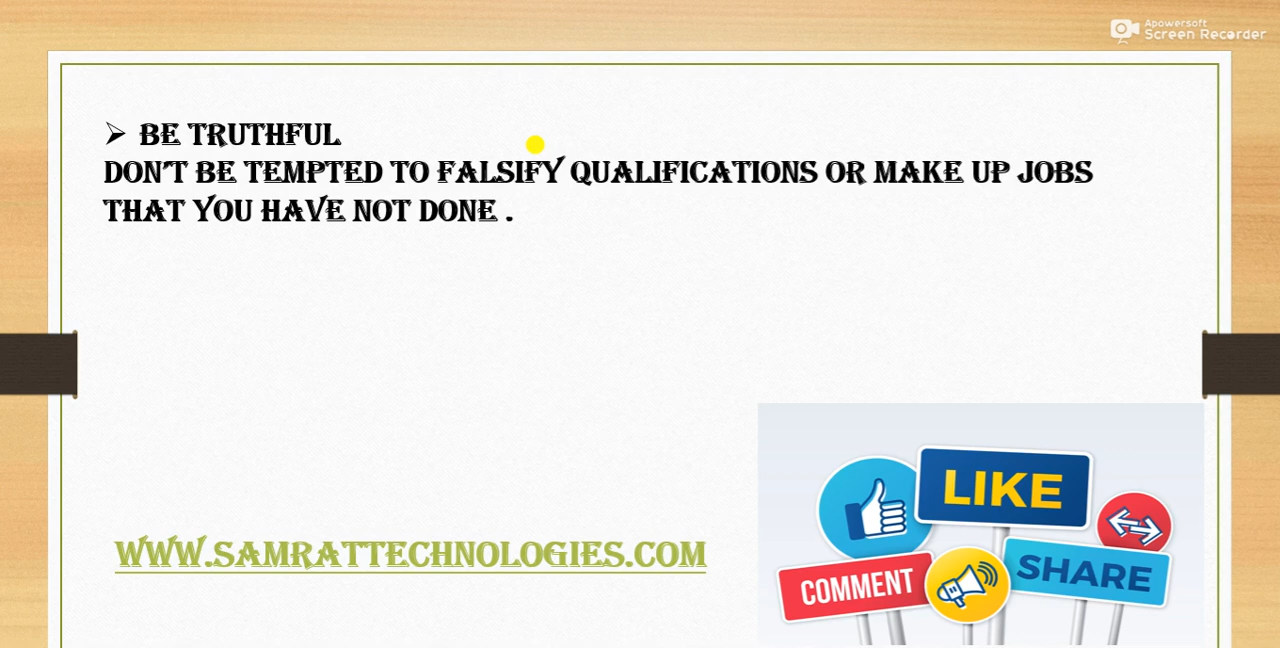 Apowersoft
Screen Recorder
➢ BE TRUTHFUL
DON'T BE TEMPTED TO FALSIFY QUALIFICATIONS OR MAKE UP JOBS
THAT YOU HAVE NOT DONE .
WWW.SAMRATTECHNOLOGIES.COM
LIKE
COMMENT
SHARE